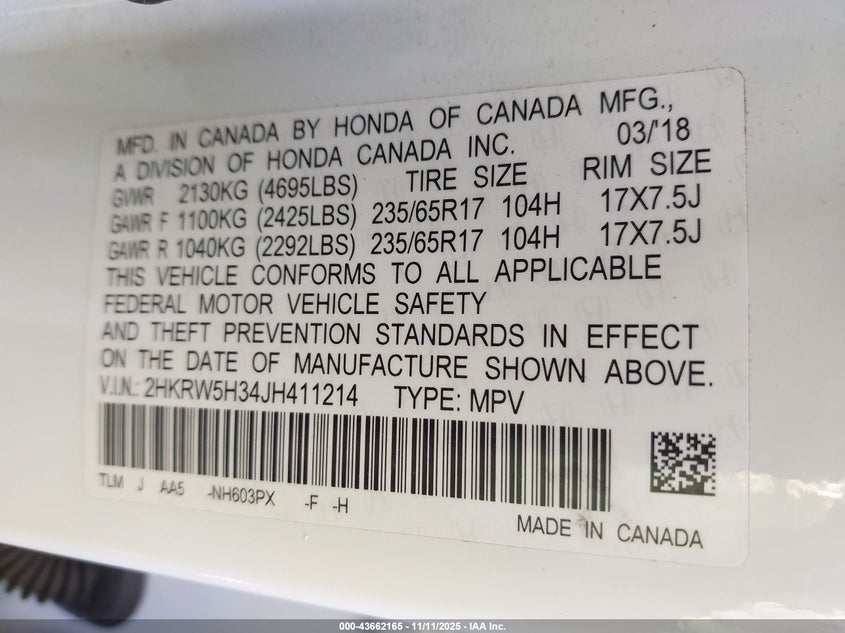 MFD. IN CANADA BY HONDA OF CANADA MFG.,
A DIVISION OF HONDA CANADA INC. 03/'18
GVWR 2130KG (4695LBS) TIRE SIZE RIM SIZE
GAWR F 1100KG (2425LBS) 235/65R17 104H 17X7.5J
GAWR R 1040KG (2292LBS) 235/65R17 104H 17X7.5J
THIS VEHICLE CONFORMS TO ALL APPLICABLE
FEDERAL MOTOR VEHICLE SAFETY
AND THEFT PREVENTION STANDARDS IN EFFECT
ON THE DATE OF MANUFACTURE SHOWN ABOVE.
V.I.N.: 2HKRW5H34JH411214 TYPE: MPV
TLM J AA5 -NH603PX -F -H
MADE IN CANADA
000-43662165 - 11/11/2025 - IAA Inc.